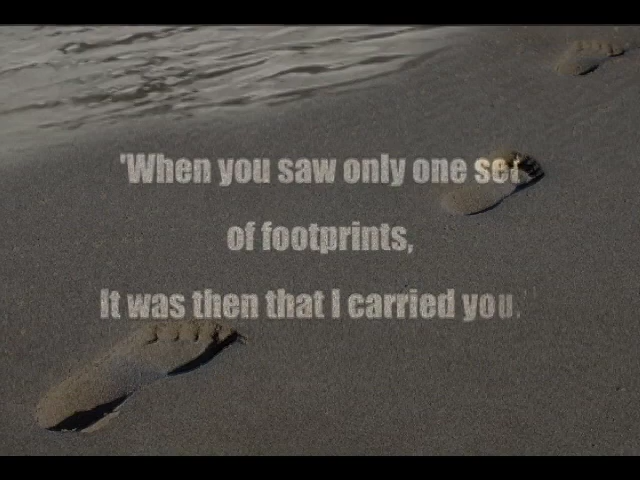 'When you saw only one set
of footprints,
It was then that I carried you.'